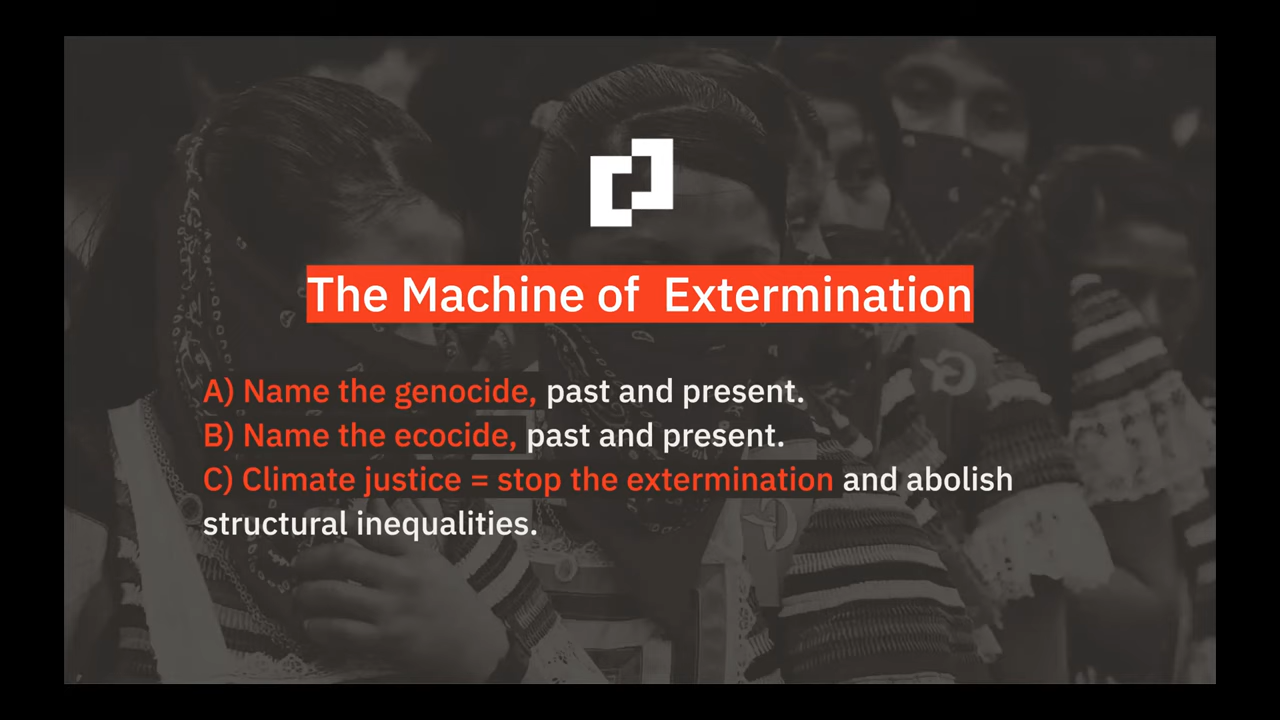 The Machine of  Extermination
A) Name the genocide, past and present.
B) Name the ecocide, past and present.
C) Climate justice = stop the extermination and abolish
structural inequalities.